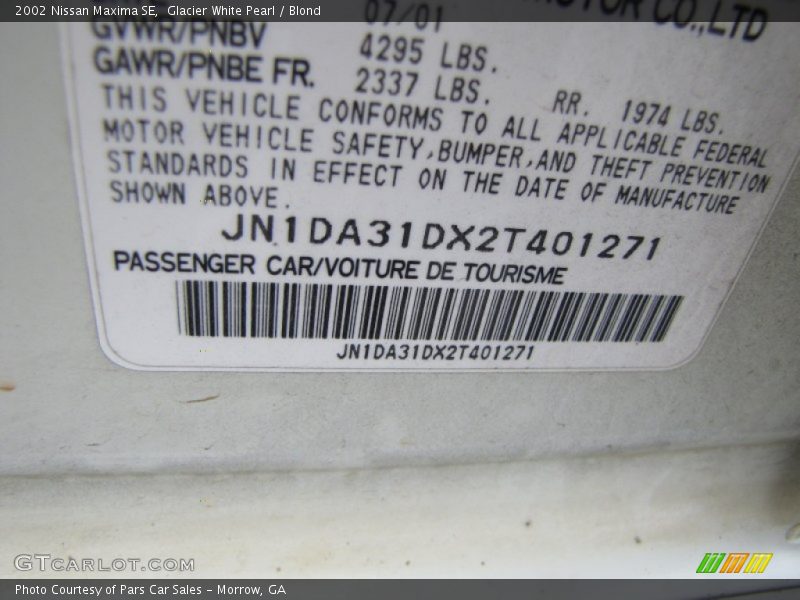 2002 Nissan Maxima SE, Glacier White Pearl / Blond
07/01 MOTOR CO.,LTD
GVWR/PNBV 4295 LBS.
GAWR/PNBE FR. 2337 LBS. RR. 1974 LBS.
THIS VEHICLE CONFORMS TO ALL APPLICABLE FEDERAL
MOTOR VEHICLE SAFETY,BUMPER,AND THEFT PREVENTION
STANDARDS IN EFFECT ON THE DATE OF MANUFACTURE
SHOWN ABOVE.
JN1DA31DX2T401271
PASSENGER CAR/VOITURE DE TOURISME
JN1DA31DX2T401271
GTCARLOT.COM
Photo Courtesy of Pars Car Sales - Morrow, GA